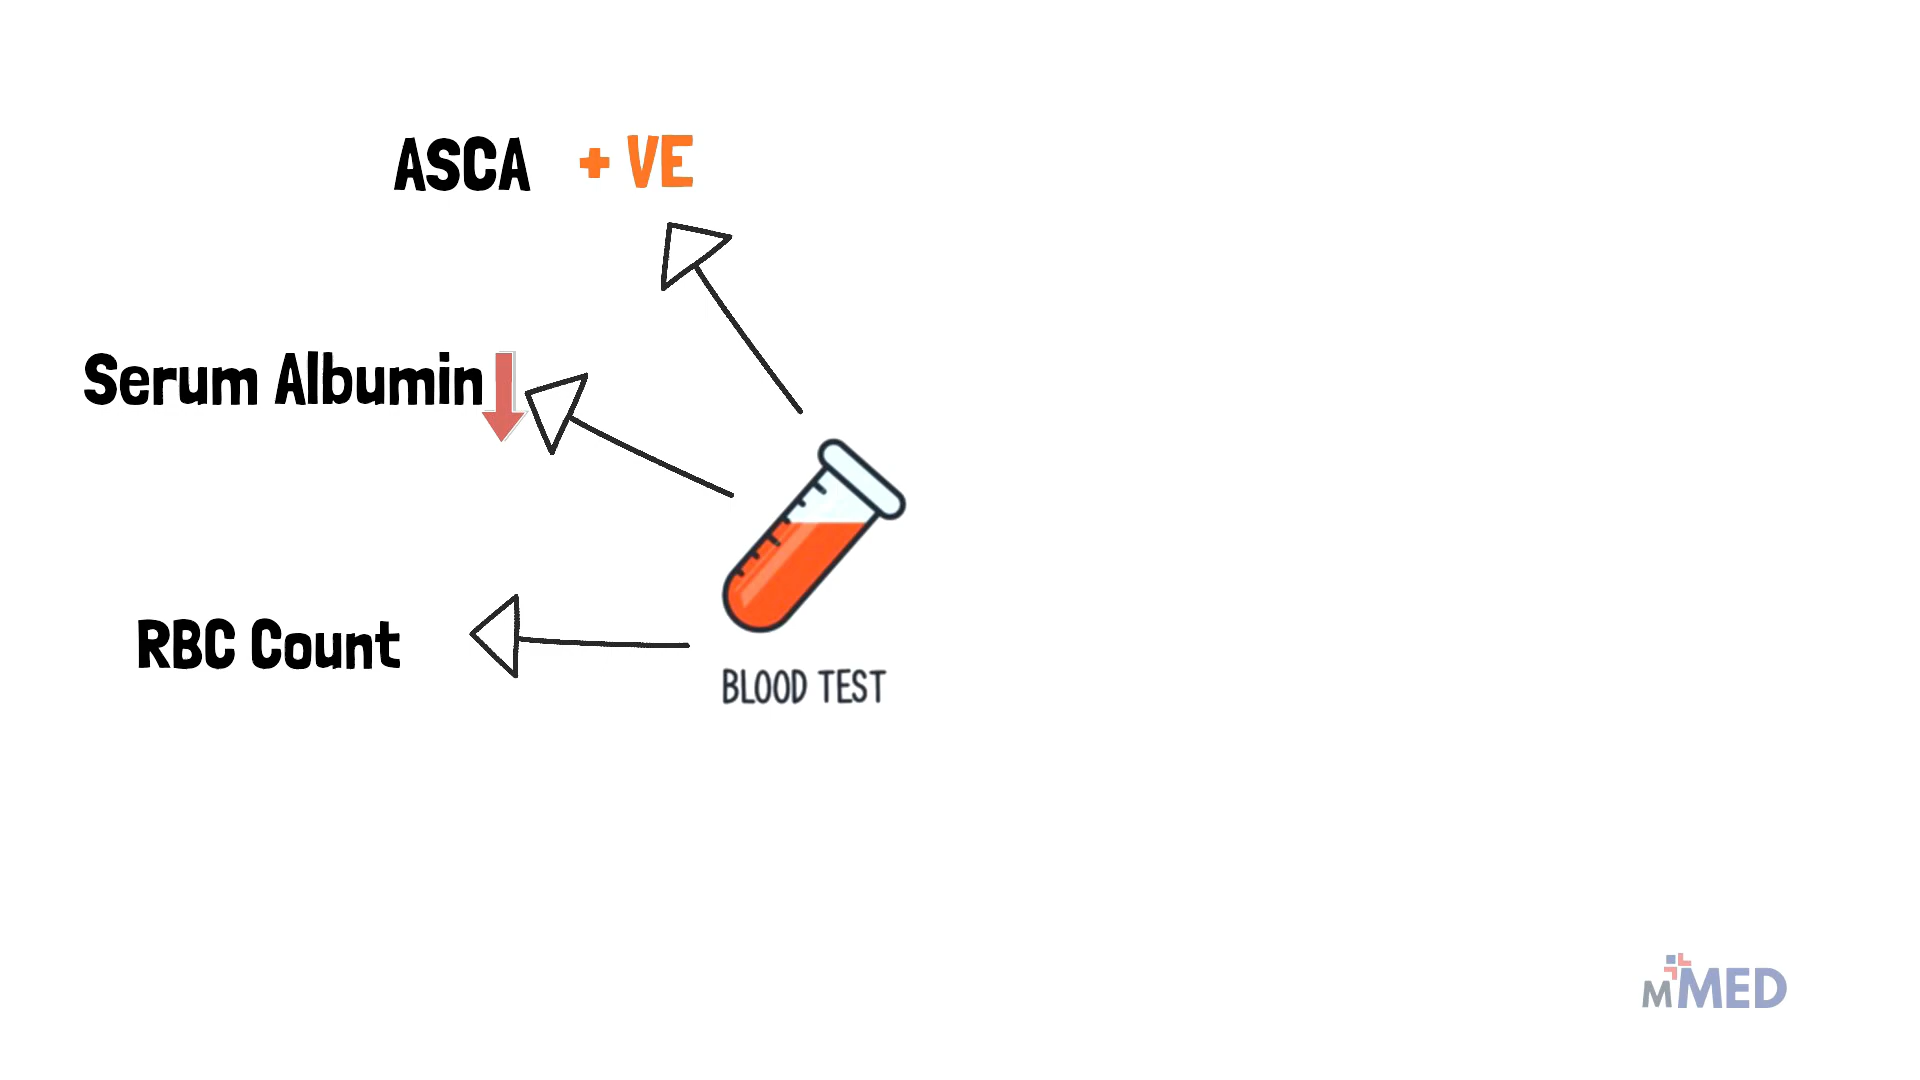 ASCA + VE
Serum Albumin
RBC Count
BLOOD TEST
MMED